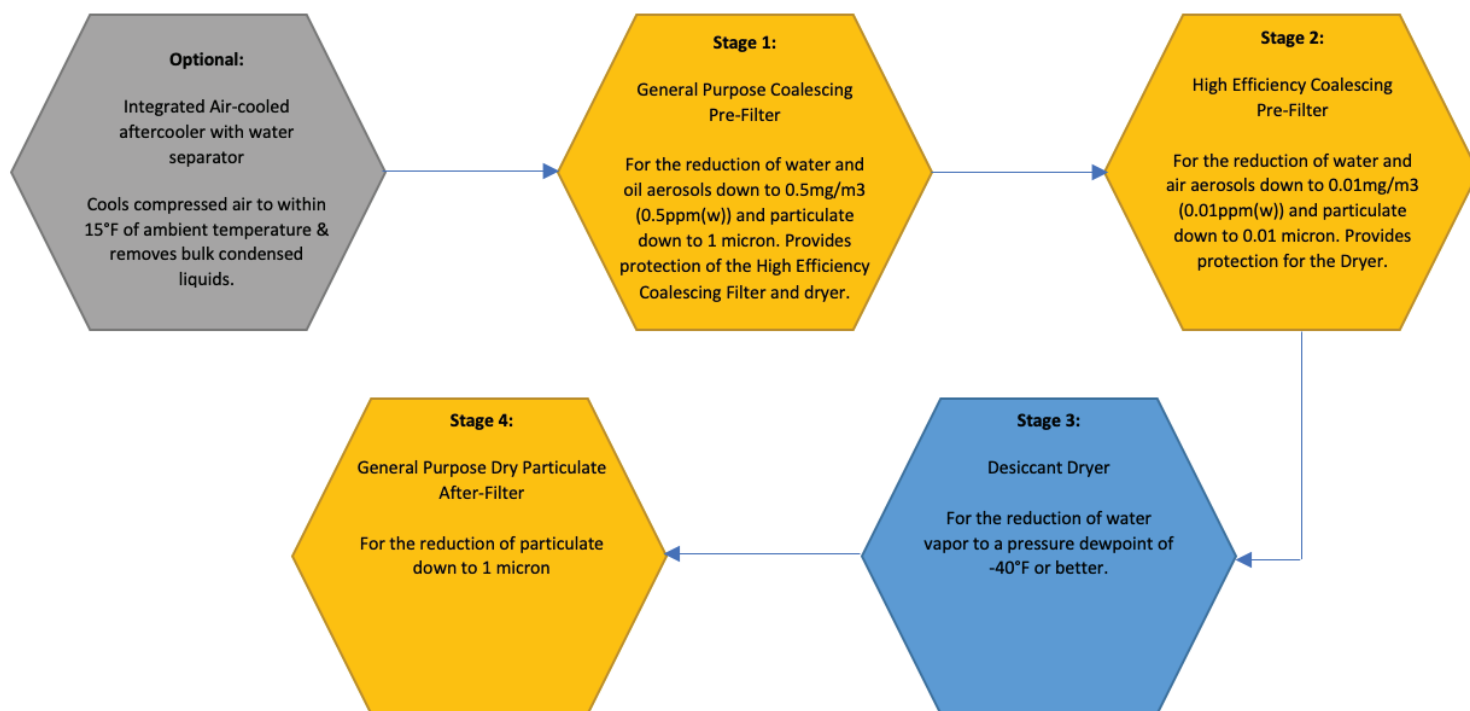 Optional:
Integrated Air-cooled
aftercooler with water
separator
Cools compressed air to within
15°F of ambient temperature &
removes bulk condensed
liquids.
Stage 1:
General Purpose Coalescing
Pre-Filter
For the reduction of water and
oil aerosols down to 0.5mg/m3
(0.5ppm(w)) and particulate
down to 1 micron. Provides
protection of the High Efficiency
Coalescing Filter and dryer.
Stage 2:
High Efficiency Coalescing
Pre-Filter
For the reduction of water and
air aerosols down to 0.01mg/m3
(0.01ppm(w)) and particulate
down to 0.01 micron. Provides
protection for the Dryer.
Stage 3:
Desiccant Dryer
For the reduction of water
vapor to a pressure dewpoint of
-40°F or better.
Stage 4:
General Purpose Dry Particulate
After-Filter
For the reduction of particulate
down to 1 micron